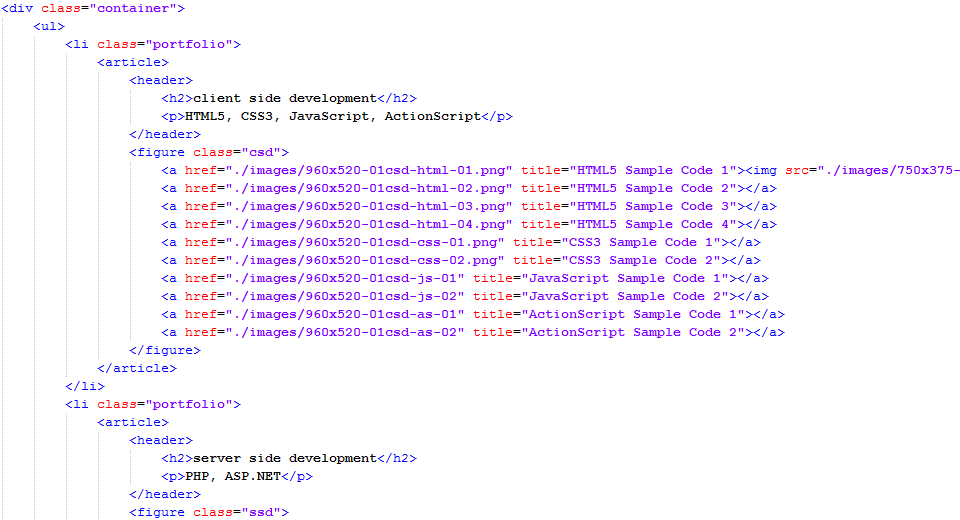 <div class="container">
<ul>
<li class="portfolio">
<article>
<header>
<h2>client side development</h2>
<p>HTML5, CSS3, JavaScript, ActionScript</p>
</header>
<figure class="csd">
<a href="./images/960x520-01csd-html-01.png" title="HTML5 Sample Code 1"><img src="./images/750x375-
<a href="./images/960x520-01csd-html-02.png" title="HTML5 Sample Code 2"></a>
<a href="./images/960x520-01csd-html-03.png" title="HTML5 Sample Code 3"></a>
<a href="./images/960x520-01csd-html-04.png" title="HTML5 Sample Code 4"></a>
<a href="./images/960x520-01csd-css-01.png" title="CSS3 Sample Code 1"></a>
<a href="./images/960x520-01csd-css-02.png" title="CSS3 Sample Code 2"></a>
<a href="./images/960x520-01csd-js-01" title="JavaScript Sample Code 1"></a>
<a href="./images/960x520-01csd-js-02" title="JavaScript Sample Code 2"></a>
<a href="./images/960x520-01csd-as-01" title="ActionScript Sample Code 1"></a>
<a href="./images/960x520-01csd-as-02" title="ActionScript Sample Code 2"></a>
</figure>
</article>
</li>
<li class="portfolio">
<article>
<header>
<h2>server side development</h2>
<p>PHP, ASP.NET</p>
</header>
<figure class="ssd">